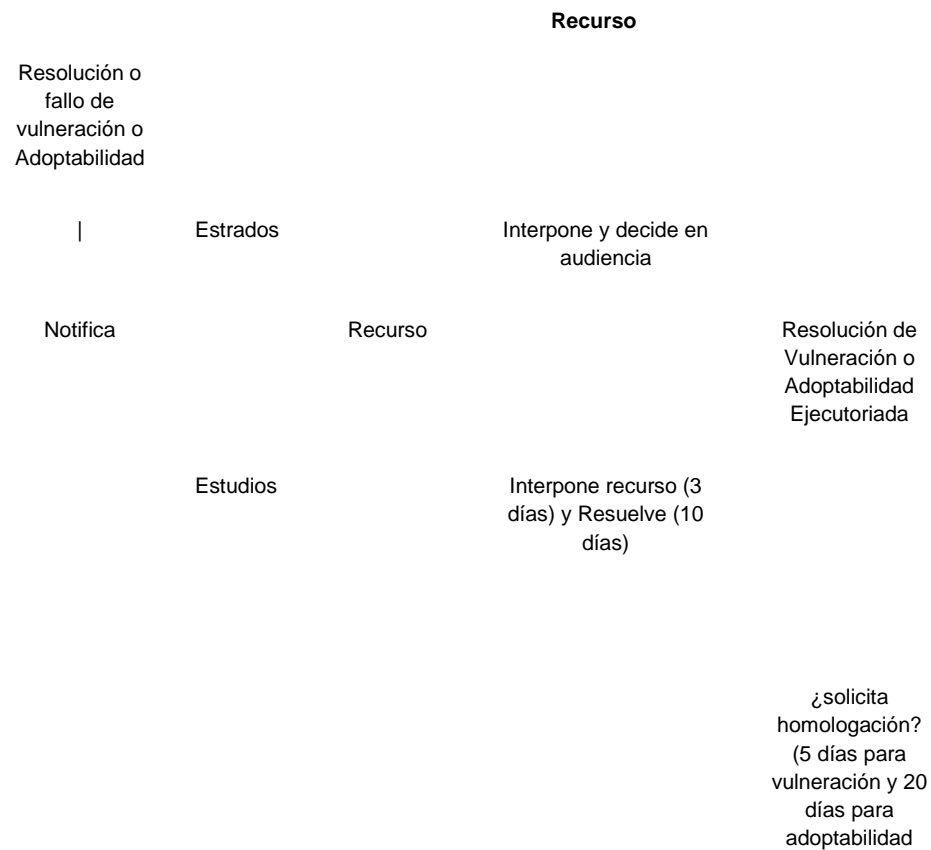 Recurso
Resolución o
fallo de
vulneración o
Adoptabilidad
| Estrados Interpone y decide en
audiencia
Notifica Recurso Resolución de
Vulneración o
Adoptabilidad
Ejecutoriada
Estudios Interpone recurso (3
días) y Resuelve (10
días)
¿solicita
homologación?
(5 días para
vulneración y 20
días para
adoptabilidad